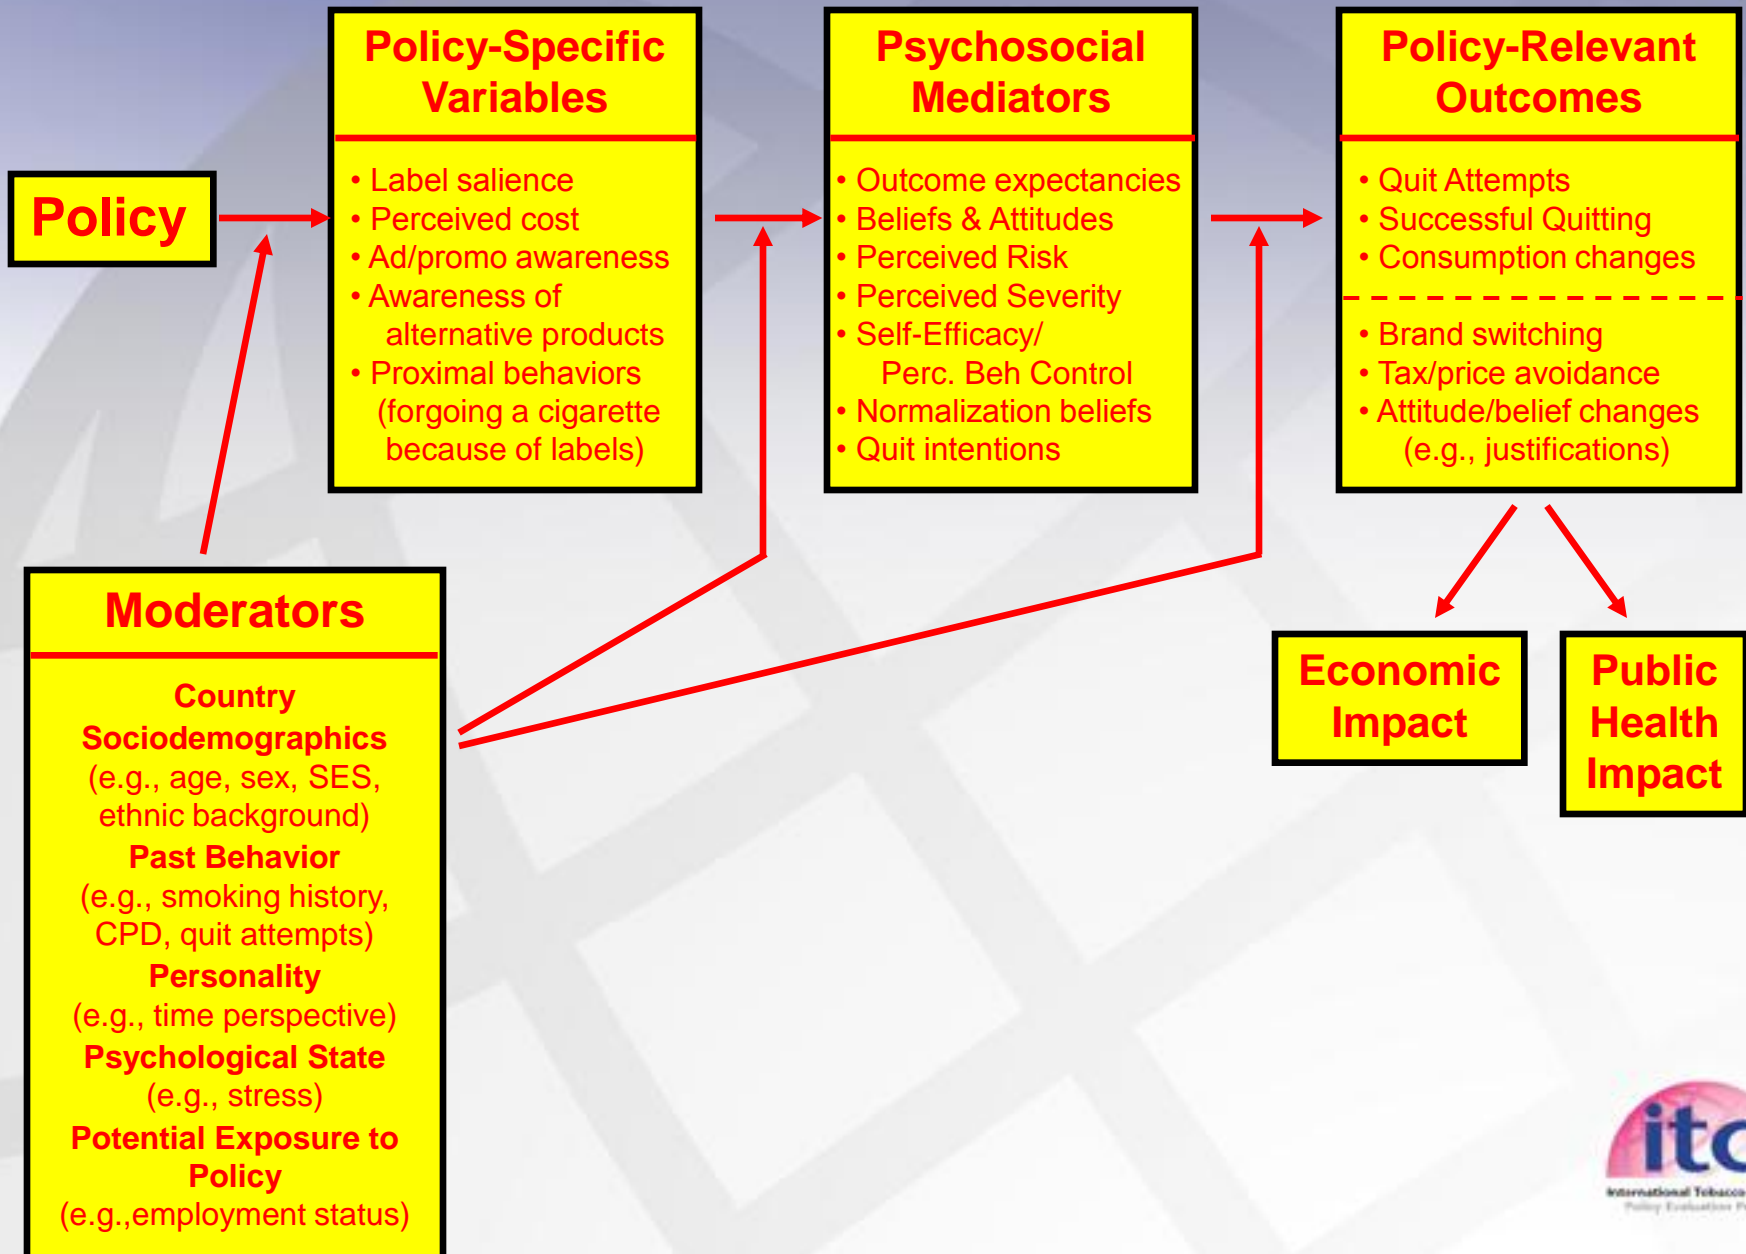 Policy
Policy-Specific
Variables
• Label salience
• Perceived cost
• Ad/promo awareness
• Awareness of
alternative products
• Proximal behaviors
(forgoing a cigarette
because of labels)
Psychosocial
Mediators
• Outcome expectancies
• Beliefs & Attitudes
• Perceived Risk
• Perceived Severity
• Self-Efficacy/
Perc. Beh Control
• Normalization beliefs
• Quit intentions
Policy-Relevant
Outcomes
• Quit Attempts
• Successful Quitting
• Consumption changes
• Brand switching
• Tax/price avoidance
• Attitude/belief changes
(e.g., justifications)
Moderators
Country
Sociodemographics
(e.g., age, sex, SES,
ethnic background)
Past Behavior
(e.g., smoking history,
CPD, quit attempts)
Personality
(e.g., time perspective)
Psychological State
(e.g., stress)
Potential Exposure to
Policy
(e.g.,employment status)
Economic
Impact
Public
Health
Impact
itc
International Tobacco
Policy Evaluation